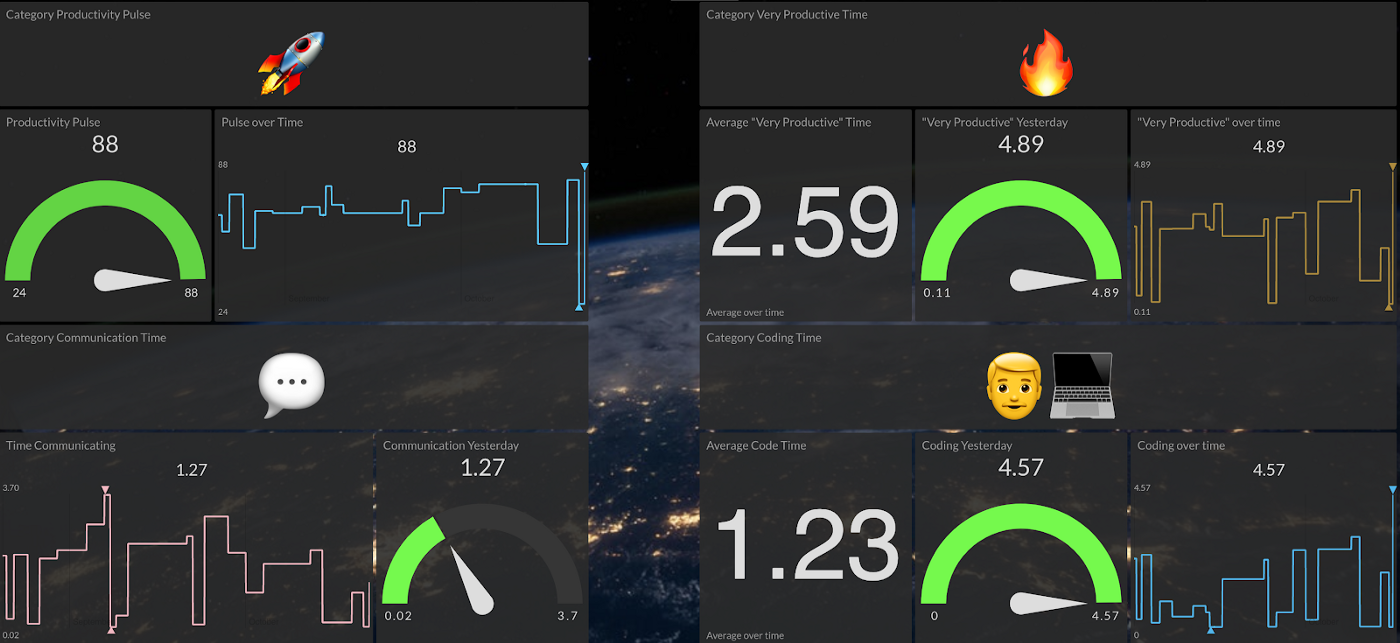 Category Productivity Pulse
Productivity Pulse
88
24
88
Pulse over Time
88
88
24
Category Communication Time
Time Communicating
1.27
3.70
0.02
Communication Yesterday
1.27
0.02
3.7
Category Very Productive Time
Average "Very Productive" Time
2.59
Average over time
"Very Productive" Yesterday
4.89
0.11
4.89
"Very Productive" over time
4.89
4.89
0.11
Category Coding Time
Average Code Time
1.23
Average over time
Coding Yesterday
4.57
0
4.57
Coding over time
4.57
4.57
0